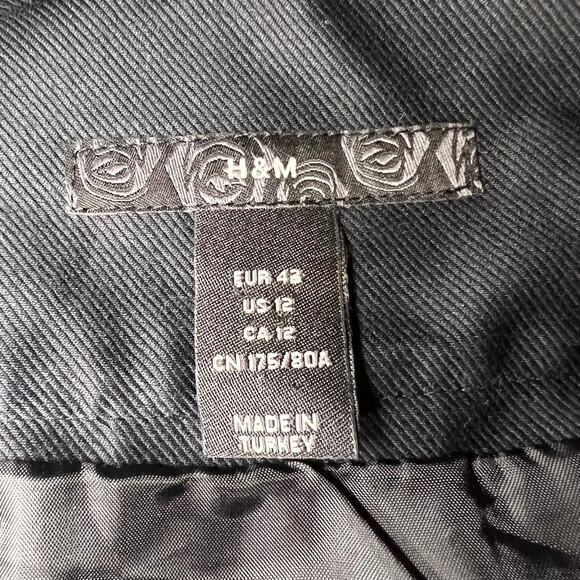 H&M
EUR 42
US 12
CA 12
CN 175/80A
MADE IN
TURKEY